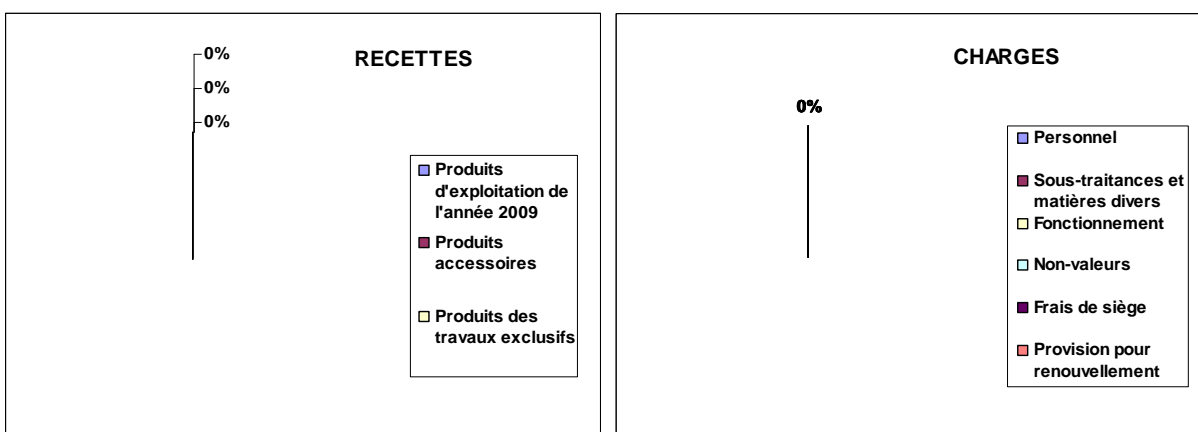 RECETTES
0%
0%
0%
Produits
d'exploitation de
l'année 2009
Produits
accessoires
Produits des
travaux exclusifs
CHARGES
0%
Personnel
Sous-traitances et
matières divers
Fonctionnement
Non-valeurs
Frais de siège
Provision pour
renouvellement